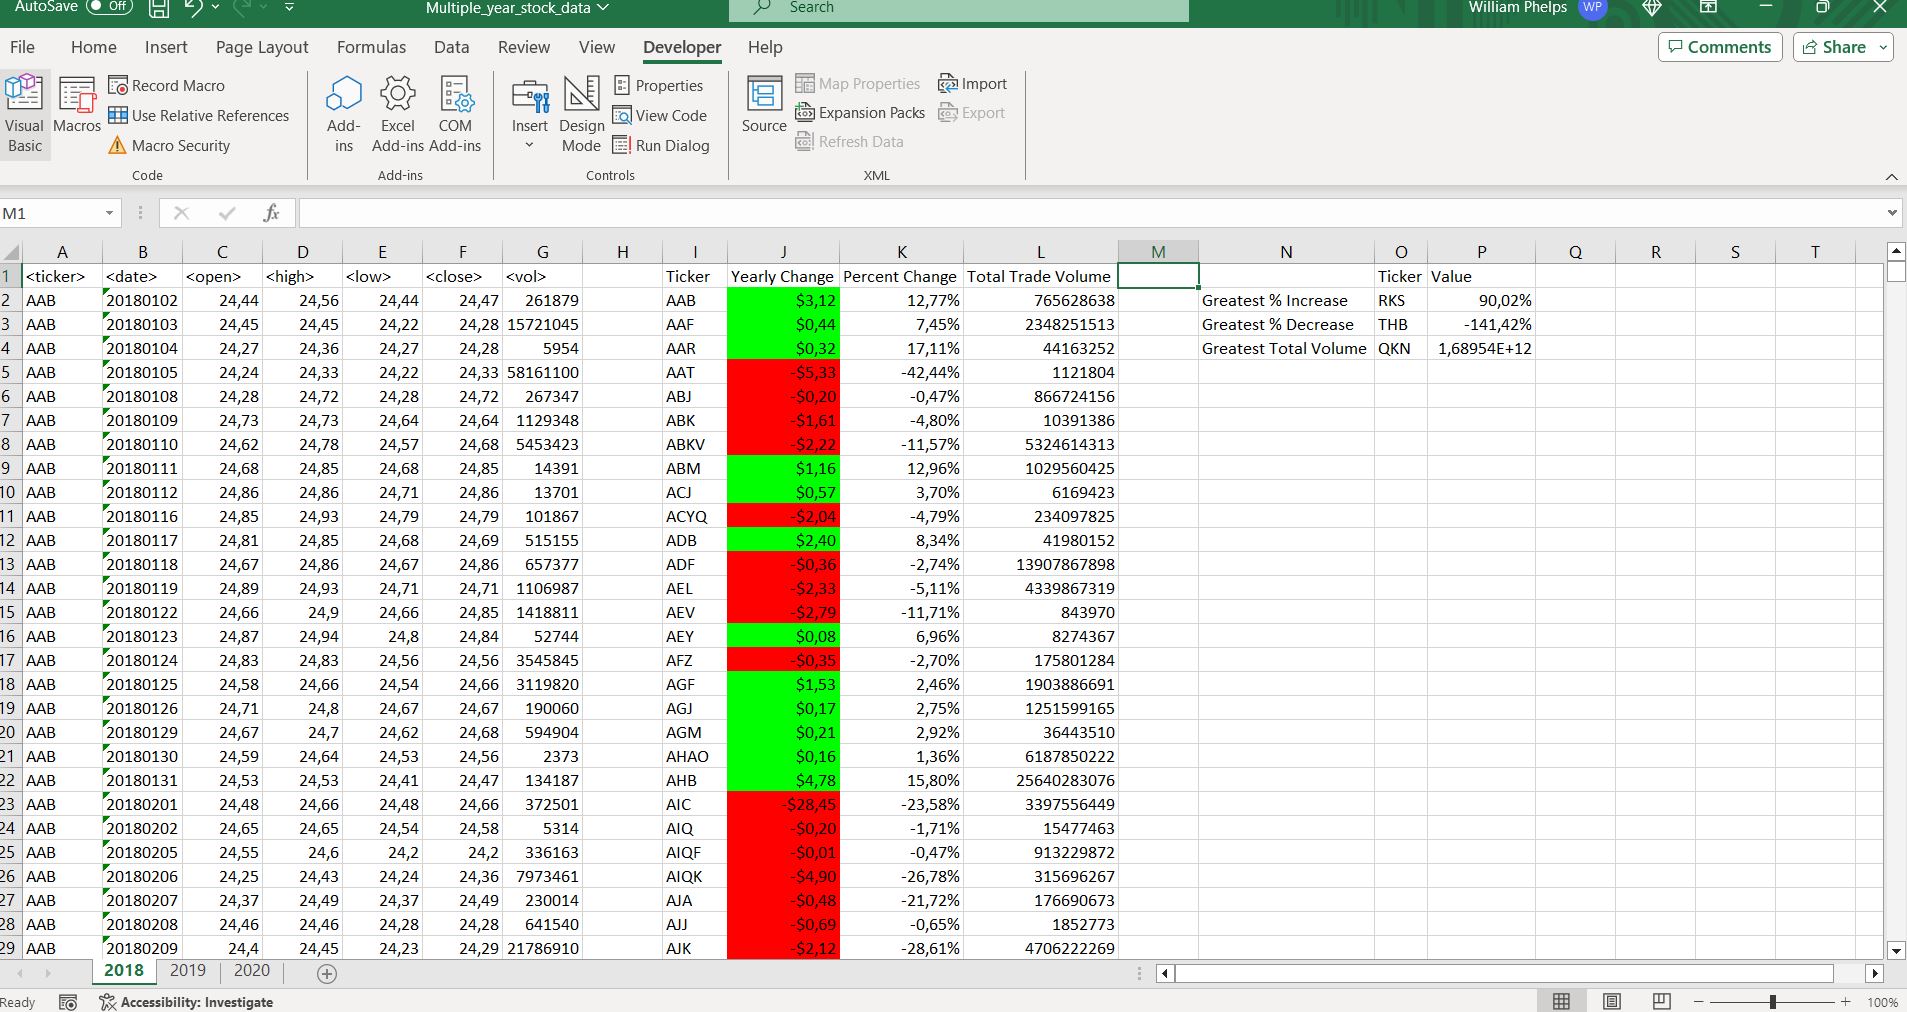 AutoSave Off Multiple_year_stock_data Search William Phelps WP
File Home Insert Page Layout Formulas Data Review View Developer Help Comments Share
Visual Basic Macros Record Macro Use Relative References Macro Security
Add-ins Excel Add-ins COM Add-ins
Insert Design Mode Properties View Code Run Dialog
Source Map Properties Expansion Packs Refresh Data Import Export
Code Add-ins Controls XML
M1 fx
A B C D E F G H I J K L M N O P Q R S T
1 <ticker> <date> <open> <high> <low> <close> <vol> Ticker Yearly Change Percent Change Total Trade Volume Ticker Value
2 AAB 20180102 24,44 24,56 24,44 24,47 261879 AAB $3,12 12,77% 765628638 Greatest % Increase RKS 90,02%
3 AAB 20180103 24,45 24,45 24,22 24,28 15721045 AAF $0,44 7,45% 2348251513 Greatest % Decrease THB -141,42%
4 AAB 20180104 24,27 24,36 24,27 24,28 5954 AAR $0,32 17,11% 44163252 Greatest Total Volume QKN 1,68954E+12
5 AAB 20180105 24,24 24,33 24,22 24,33 58161100 AAT -$5,33 -42,44% 1121804
6 AAB 20180108 24,28 24,72 24,28 24,72 267347 ABJ -$0,20 -0,47% 866724156
7 AAB 20180109 24,73 24,73 24,64 24,64 1129348 ABK -$1,61 -4,80% 10391386
8 AAB 20180110 24,62 24,78 24,57 24,68 5453423 ABKV -$2,22 -11,57% 5324614313
9 AAB 20180111 24,68 24,85 24,68 24,85 14391 ABM $1,16 12,96% 1029560425
10 AAB 20180112 24,86 24,86 24,71 24,86 13701 ACJ $0,57 3,70% 6169423
11 AAB 20180116 24,85 24,93 24,79 24,79 101867 ACYQ -$2,04 -4,79% 234097825
12 AAB 20180117 24,81 24,85 24,68 24,69 515155 ADB $2,40 8,34% 41980152
13 AAB 20180118 24,67 24,86 24,67 24,86 657377 ADF -$0,36 -2,74% 13907867898
14 AAB 20180119 24,89 24,93 24,71 24,71 1106987 AEL -$2,33 -5,11% 4339867319
15 AAB 20180122 24,66 24,9 24,66 24,85 1418811 AEV -$2,79 -11,71% 843970
16 AAB 20180123 24,87 24,94 24,8 24,84 52744 AEY $0,08 6,96% 8274367
17 AAB 20180124 24,83 24,83 24,56 24,56 3545845 AFZ -$0,35 -2,70% 175801284
18 AAB 20180125 24,58 24,66 24,54 24,66 3119820 AGF $1,53 2,46% 1903886691
19 AAB 20180126 24,71 24,8 24,67 24,67 190060 AGJ $0,17 2,75% 1251599165
20 AAB 20180129 24,67 24,7 24,62 24,68 594904 AGM $0,21 2,92% 36443510
21 AAB 20180130 24,59 24,64 24,53 24,56 2373 AHAO $0,16 1,36% 6187850222
22 AAB 20180131 24,53 24,53 24,41 24,47 134187 AHB $4,78 15,80% 25640283076
23 AAB 20180201 24,48 24,66 24,48 24,66 372501 AIC -$28,45 -23,58% 3397556449
24 AAB 20180202 24,65 24,65 24,54 24,58 5314 AIQ -$0,20 -1,71% 15477463
25 AAB 20180205 24,55 24,6 24,2 24,2 336163 AIQF -$0,01 -0,47% 913229872
26 AAB 20180206 24,25 24,43 24,24 24,36 7973461 AIQK -$4,90 -26,78% 315696267
27 AAB 20180207 24,37 24,49 24,37 24,49 230014 AJA -$0,48 -21,72% 176690673
28 AAB 20180208 24,46 24,46 24,28 24,28 641540 AJJ -$0,69 -0,65% 1852773
29 AAB 20180209 24,4 24,45 24,23 24,29 21786910 AJK -$2,12 -28,61% 4706222269
2018 2019 2020
Ready Accessibility: Investigate 100%